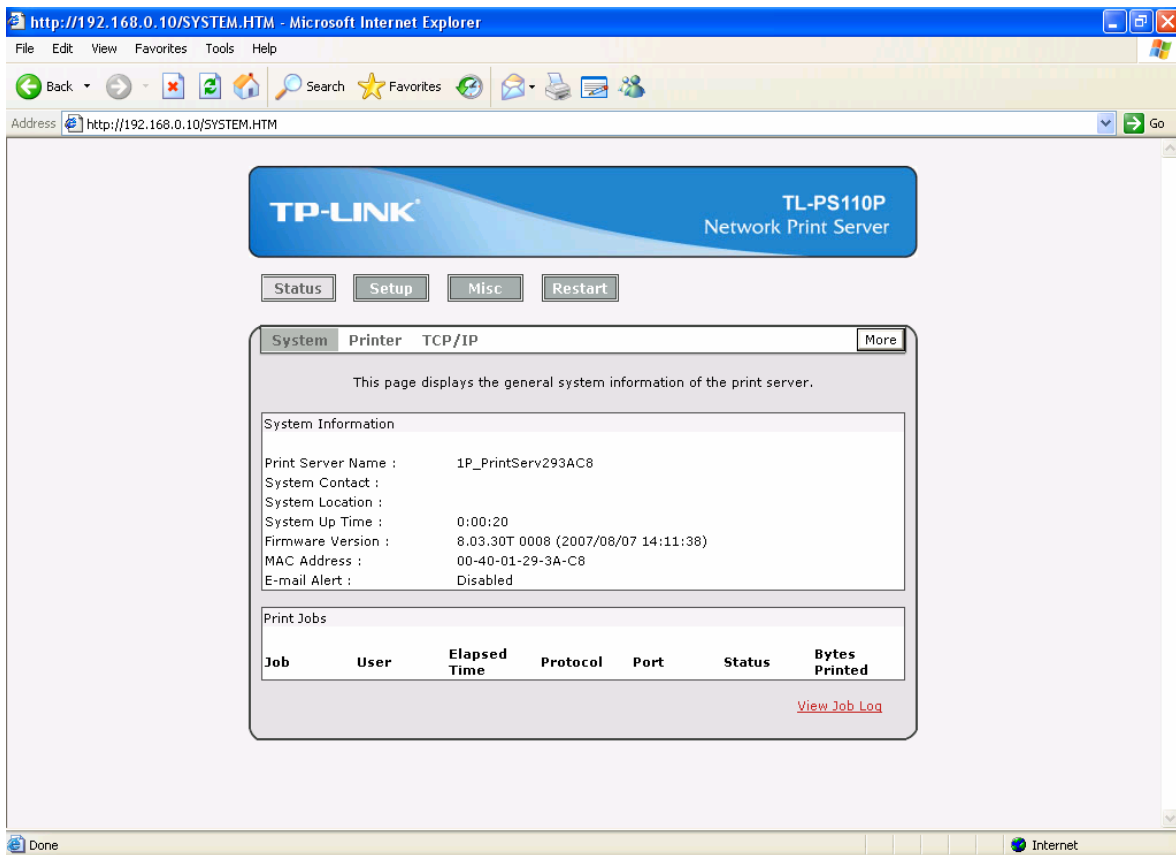 http://192.168.0.10/SYSTEM.HTM - Microsoft Internet Explorer
File Edit View Favorites Tools Help
Back Search Favorites
Address http://192.168.0.10/SYSTEM.HTM Go
TP-LINK
TL-PS110P
Network Print Server
Status Setup Misc Restart
System Printer TCP/IP More
This page displays the general system information of the print server.
System Information
Print Server Name : 1P_PrintServ293AC8
System Contact :
System Location :
System Up Time : 0:00:20
Firmware Version : 8.03.30T 0008 (2007/08/07 14:11:38)
MAC Address : 00-40-01-29-3A-C8
E-mail Alert : Disabled
Print Jobs
Job User Elapsed Time Protocol Port Status Bytes Printed
View Job Log
Done Internet